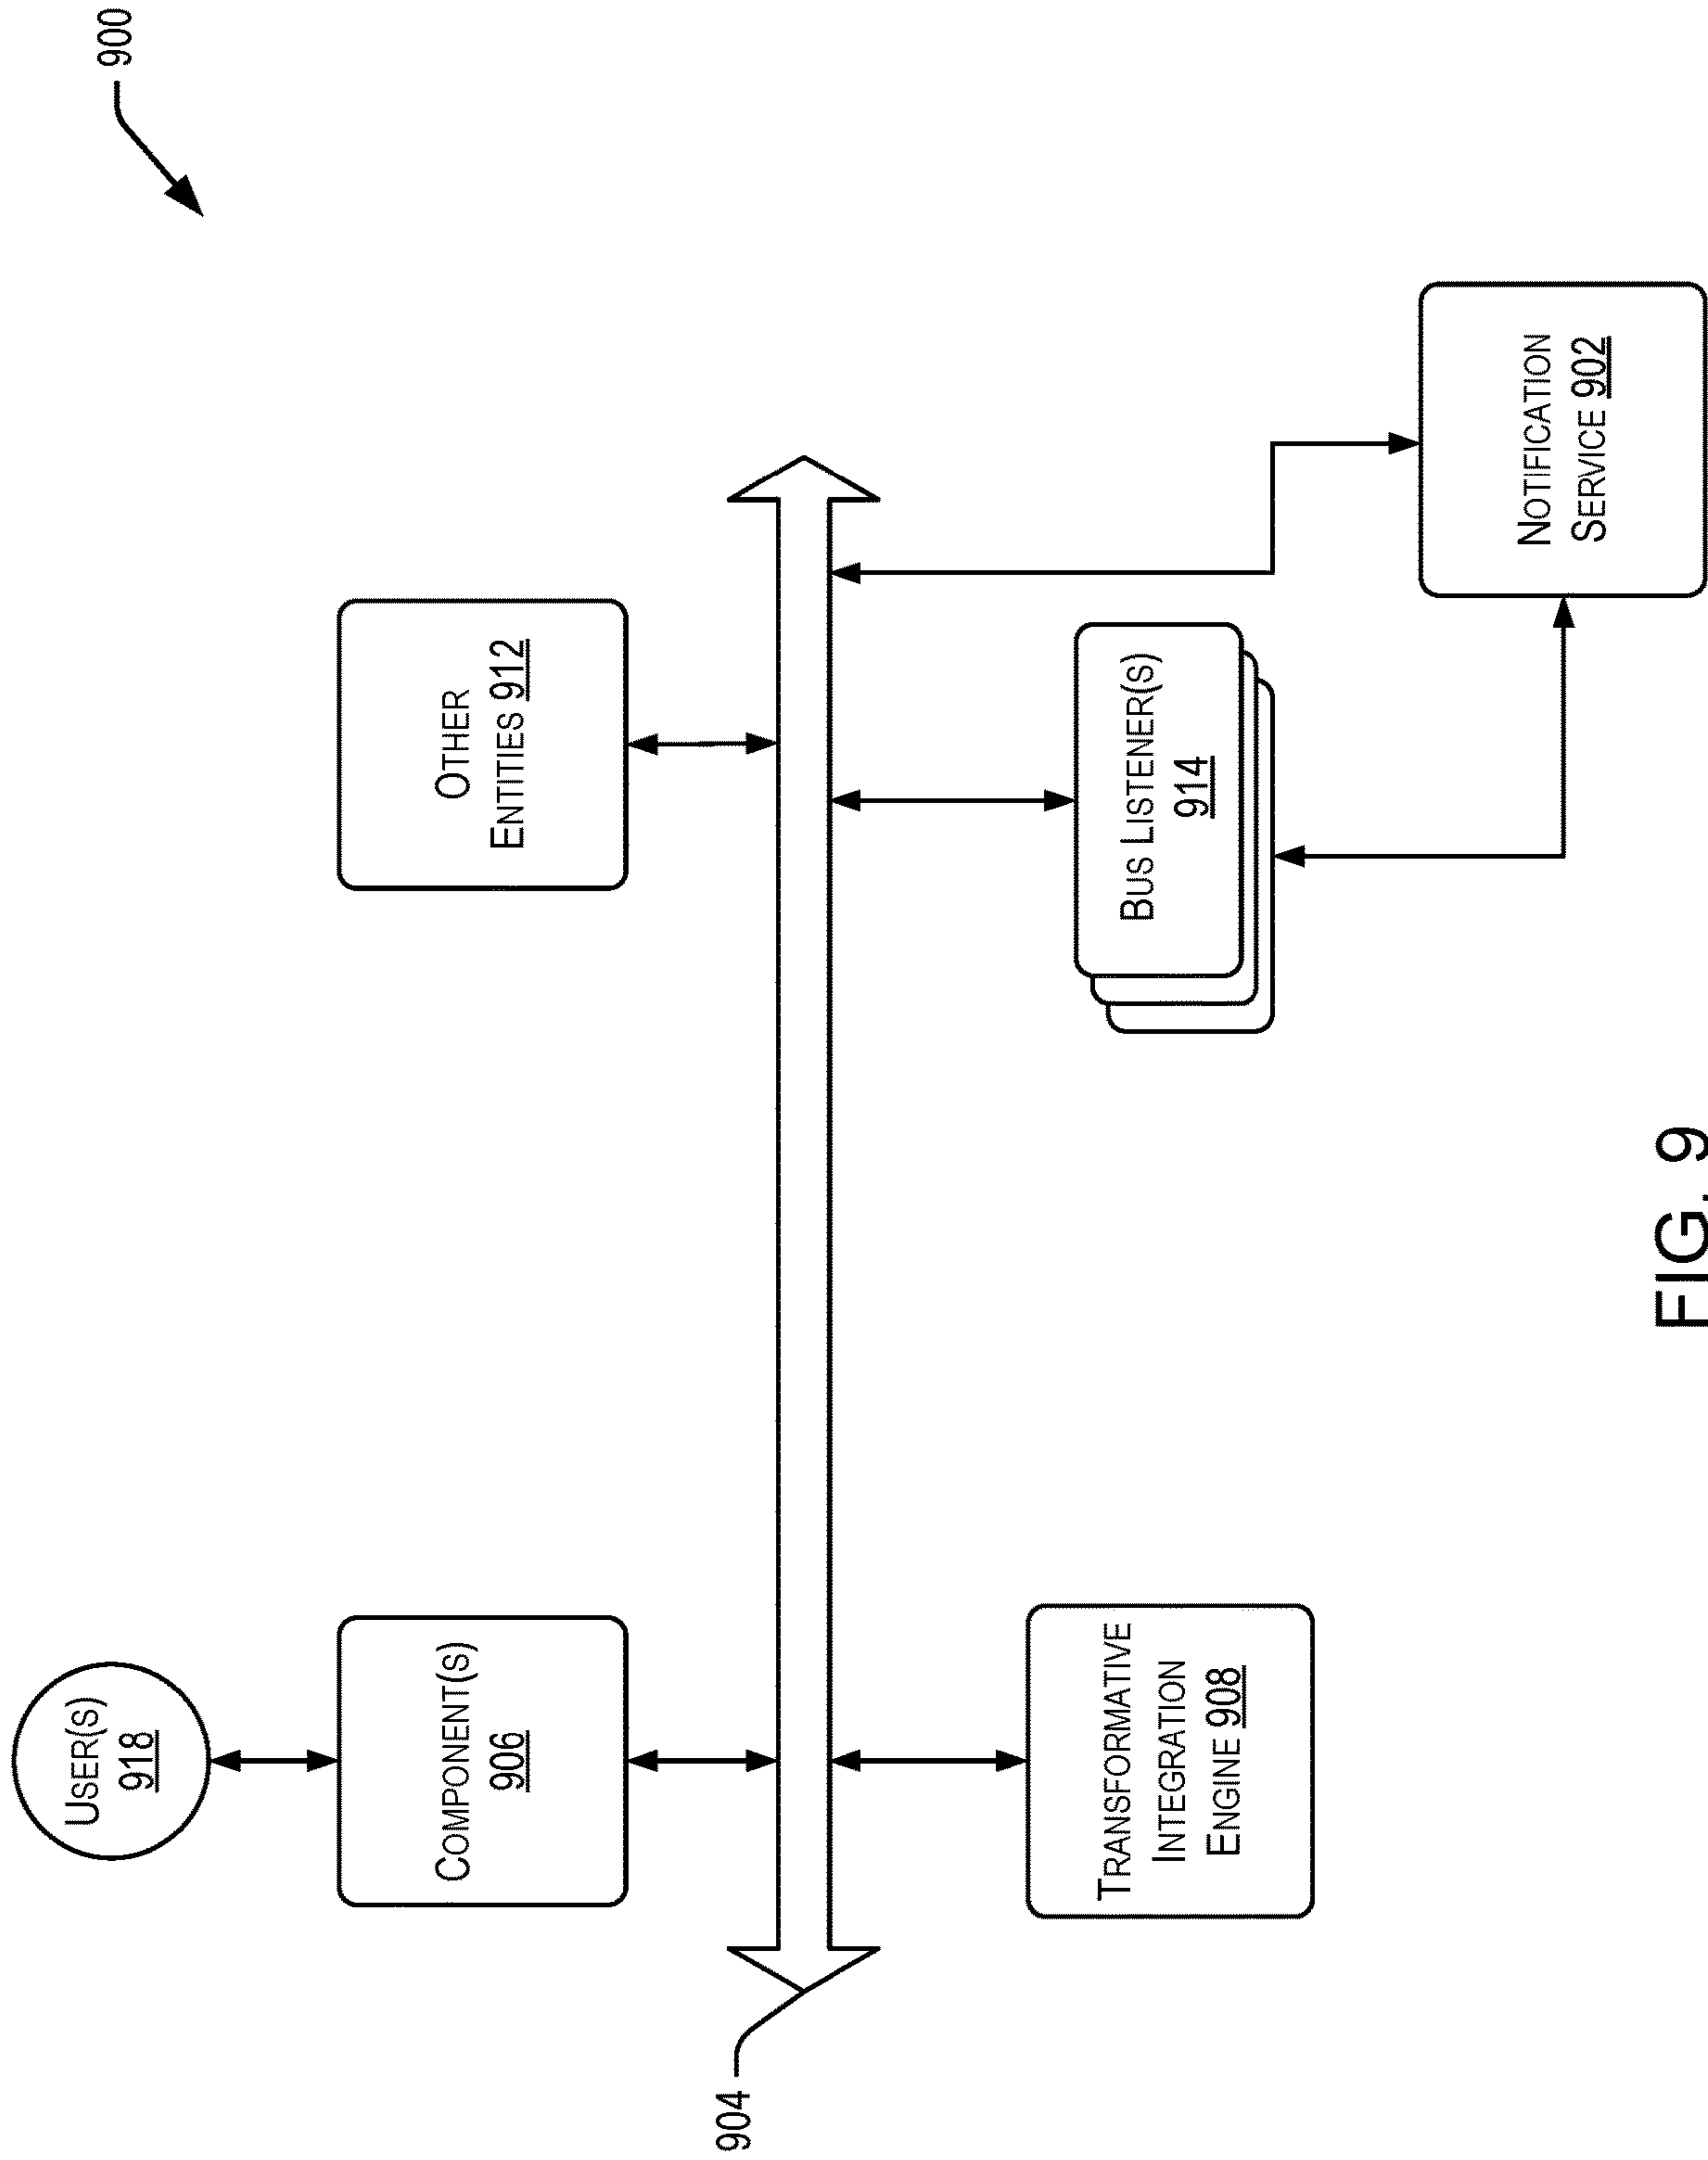 900
USER(S)
918
COMPONENT(S)
906
OTHER
ENTITIES 912
904
TRANSFORMATIVE
INTEGRATION
ENGINE 908
BUS LISTENER(S)
914
NOTIFICATION
SERVICE 902
FIG. 9